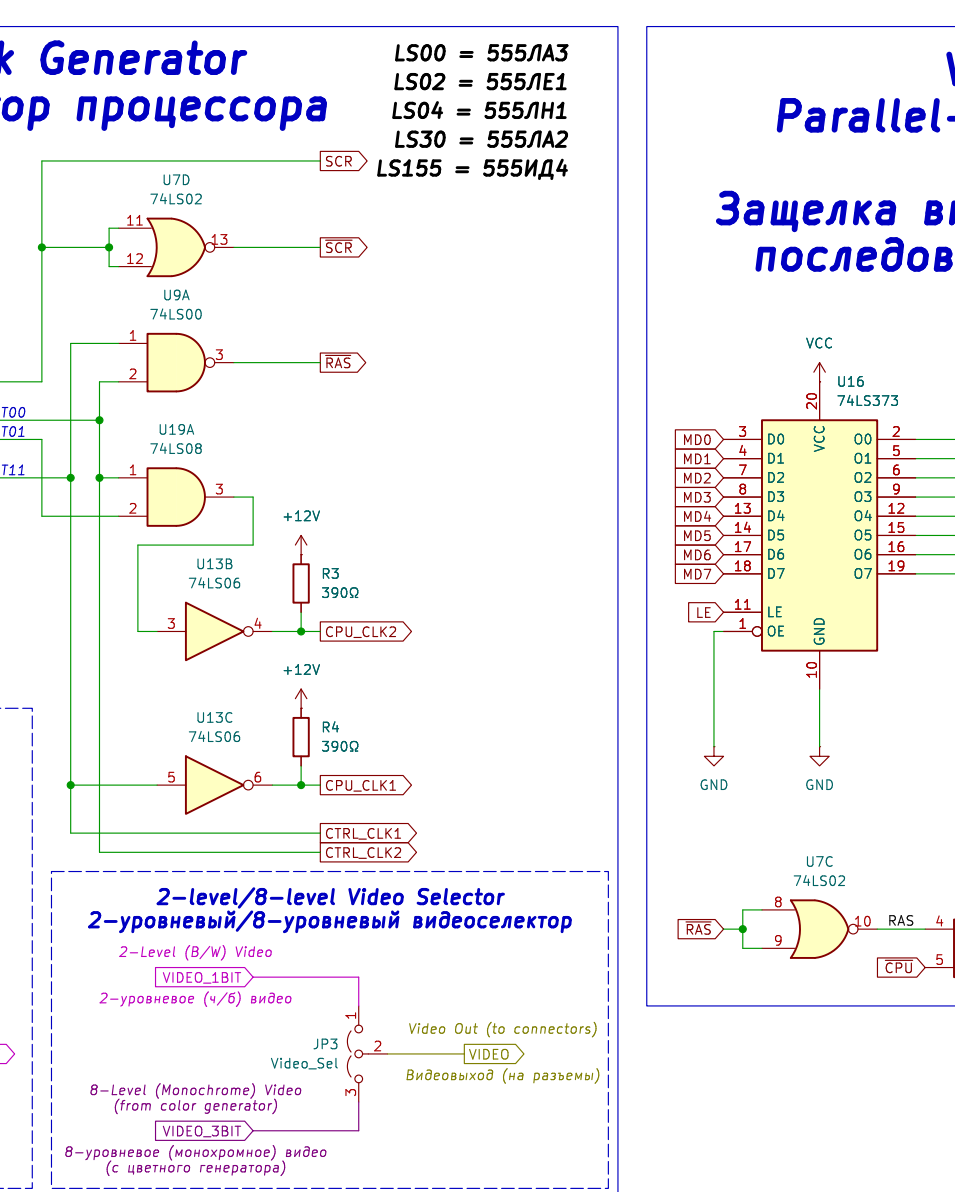 k Generator
ор процессора
LS00 = 555ЛА3
LS02 = 555ЛЕ1
LS04 = 555ЛН1
LS30 = 555ЛА2
LS155 = 555ИД4
SCR
U7D
74LS02
11
12
13
SCR
U9A
74LS00
1
2
3
RAS
T00
T01
T11
U19A
74LS08
1
2
3
+12V
U13B
74LS06
3
4
R3
390Ω
CPU_CLK2
+12V
U13C
74LS06
5
6
R4
390Ω
CPU_CLK1
CTRL_CLK1
CTRL_CLK2
2-level/8-level Video Selector
2-уровневый/8-уровневый видеоселектор
2-Level (B/W) Video
VIDEO_1BIT
2-уровневое (ч/б) видео
1
JP3
Video_Sel
2
3
Video Out (to connectors)
VIDEO
Видеовыход (на разъемы)
8-Level (Monochrome) Video
(from color generator)
VIDEO_3BIT
8-уровневое (монохромное) видео
(с цветного генератора)
Parallel-
Защелка ви
последов
VCC
20
U16
74LS373
VCC
MD0 3 D0 O0 2
MD1 4 D1 O1 5
MD2 7 D2 O2 6
MD3 8 D3 O3 9
MD4 13 D4 O4 12
MD5 14 D5 O5 15
MD6 17 D6 O6 16
MD7 18 D7 O7 19
LE 11 LE
1 OE
GND
10
GND
GND
U7C
74LS02
RAS
8
9
10
RAS
4
CPU
5